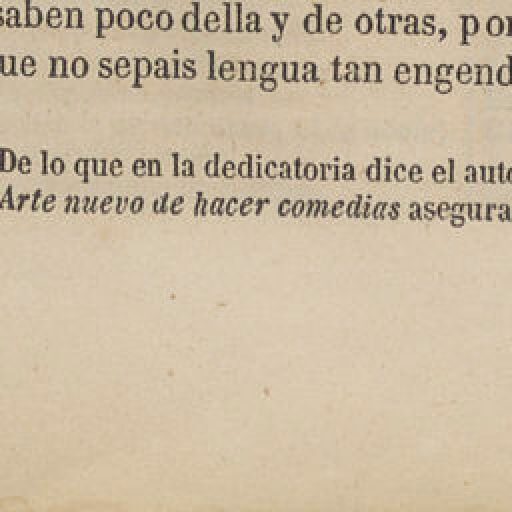 saben poco della y de otras, por
ue no sepais lengua tan engend
De lo que en la dedicatoria dice el auto
Arte nuevo de hacer comedias asegura